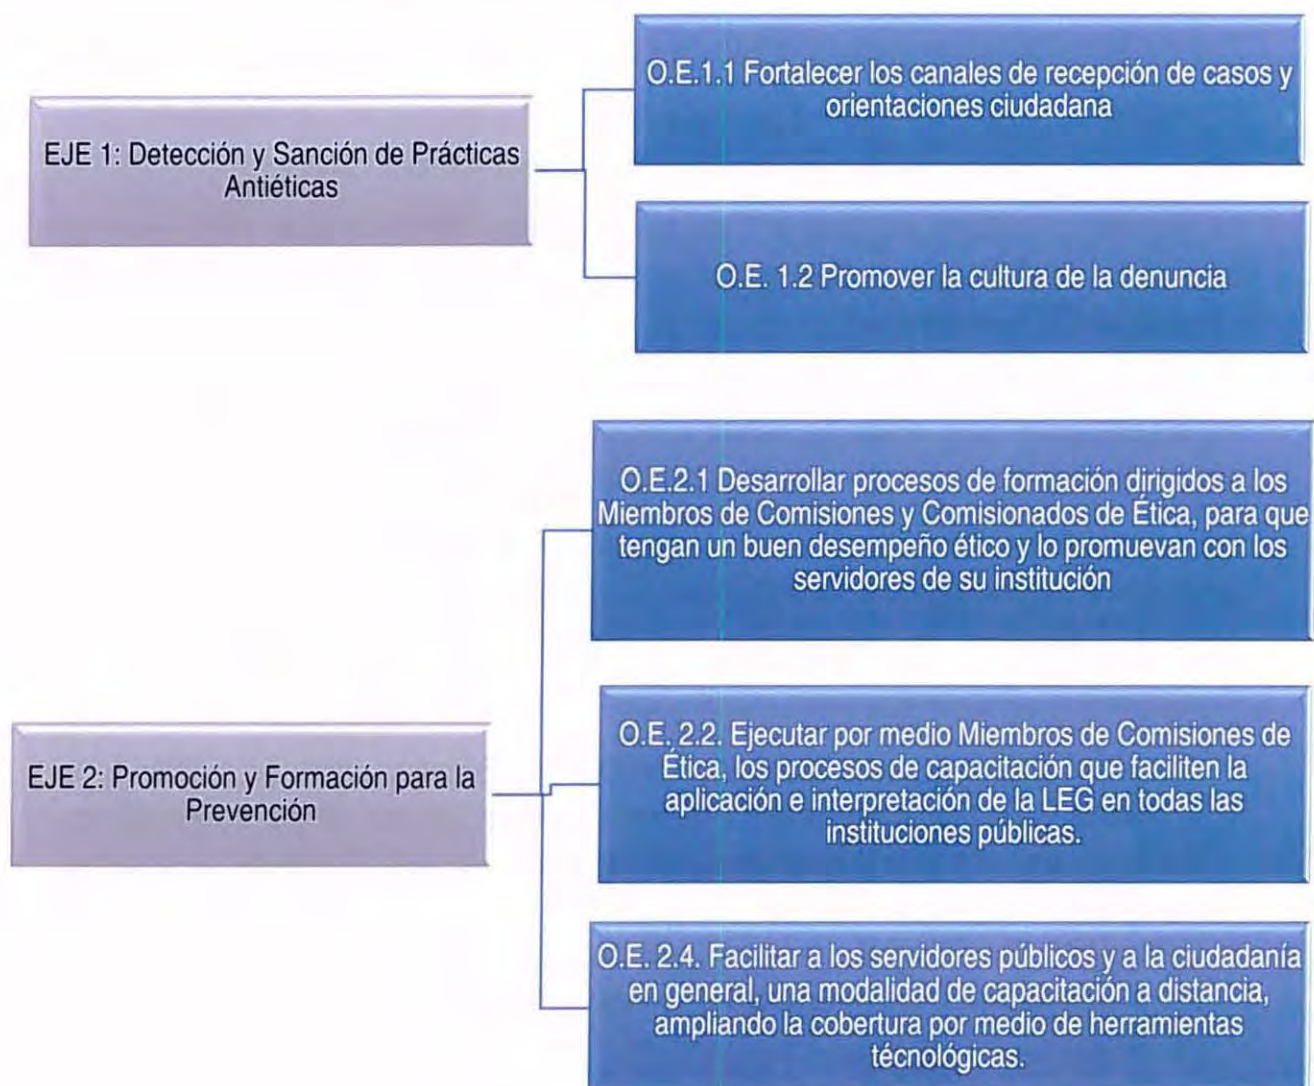 EJE 1: Detección y Sanción de Prácticas
Antiéticas
O.E.1.1 Fortalecer los canales de recepción de casos y
orientaciones ciudadana
O.E. 1.2 Promover la cultura de la denuncia
EJE 2: Promoción y Formación para la
Prevención
O.E.2.1 Desarrollar procesos de formación dirigidos a los
Miembros de Comisiones y Comisionados de Ética, para que
tengan un buen desempeño ético y lo promuevan con los
servidores de su institución
O.E. 2.2. Ejecutar por medio Miembros de Comisiones de
Ética, los procesos de capacitación que faciliten la
aplicación e interpretación de la LEG en todas las
instituciones públicas.
O.E. 2.4. Facilitar a los servidores públicos y a la ciudadanía
en general, una modalidad de capacitación a distancia,
ampliando la cobertura por medio de herramientas
técnológicas.